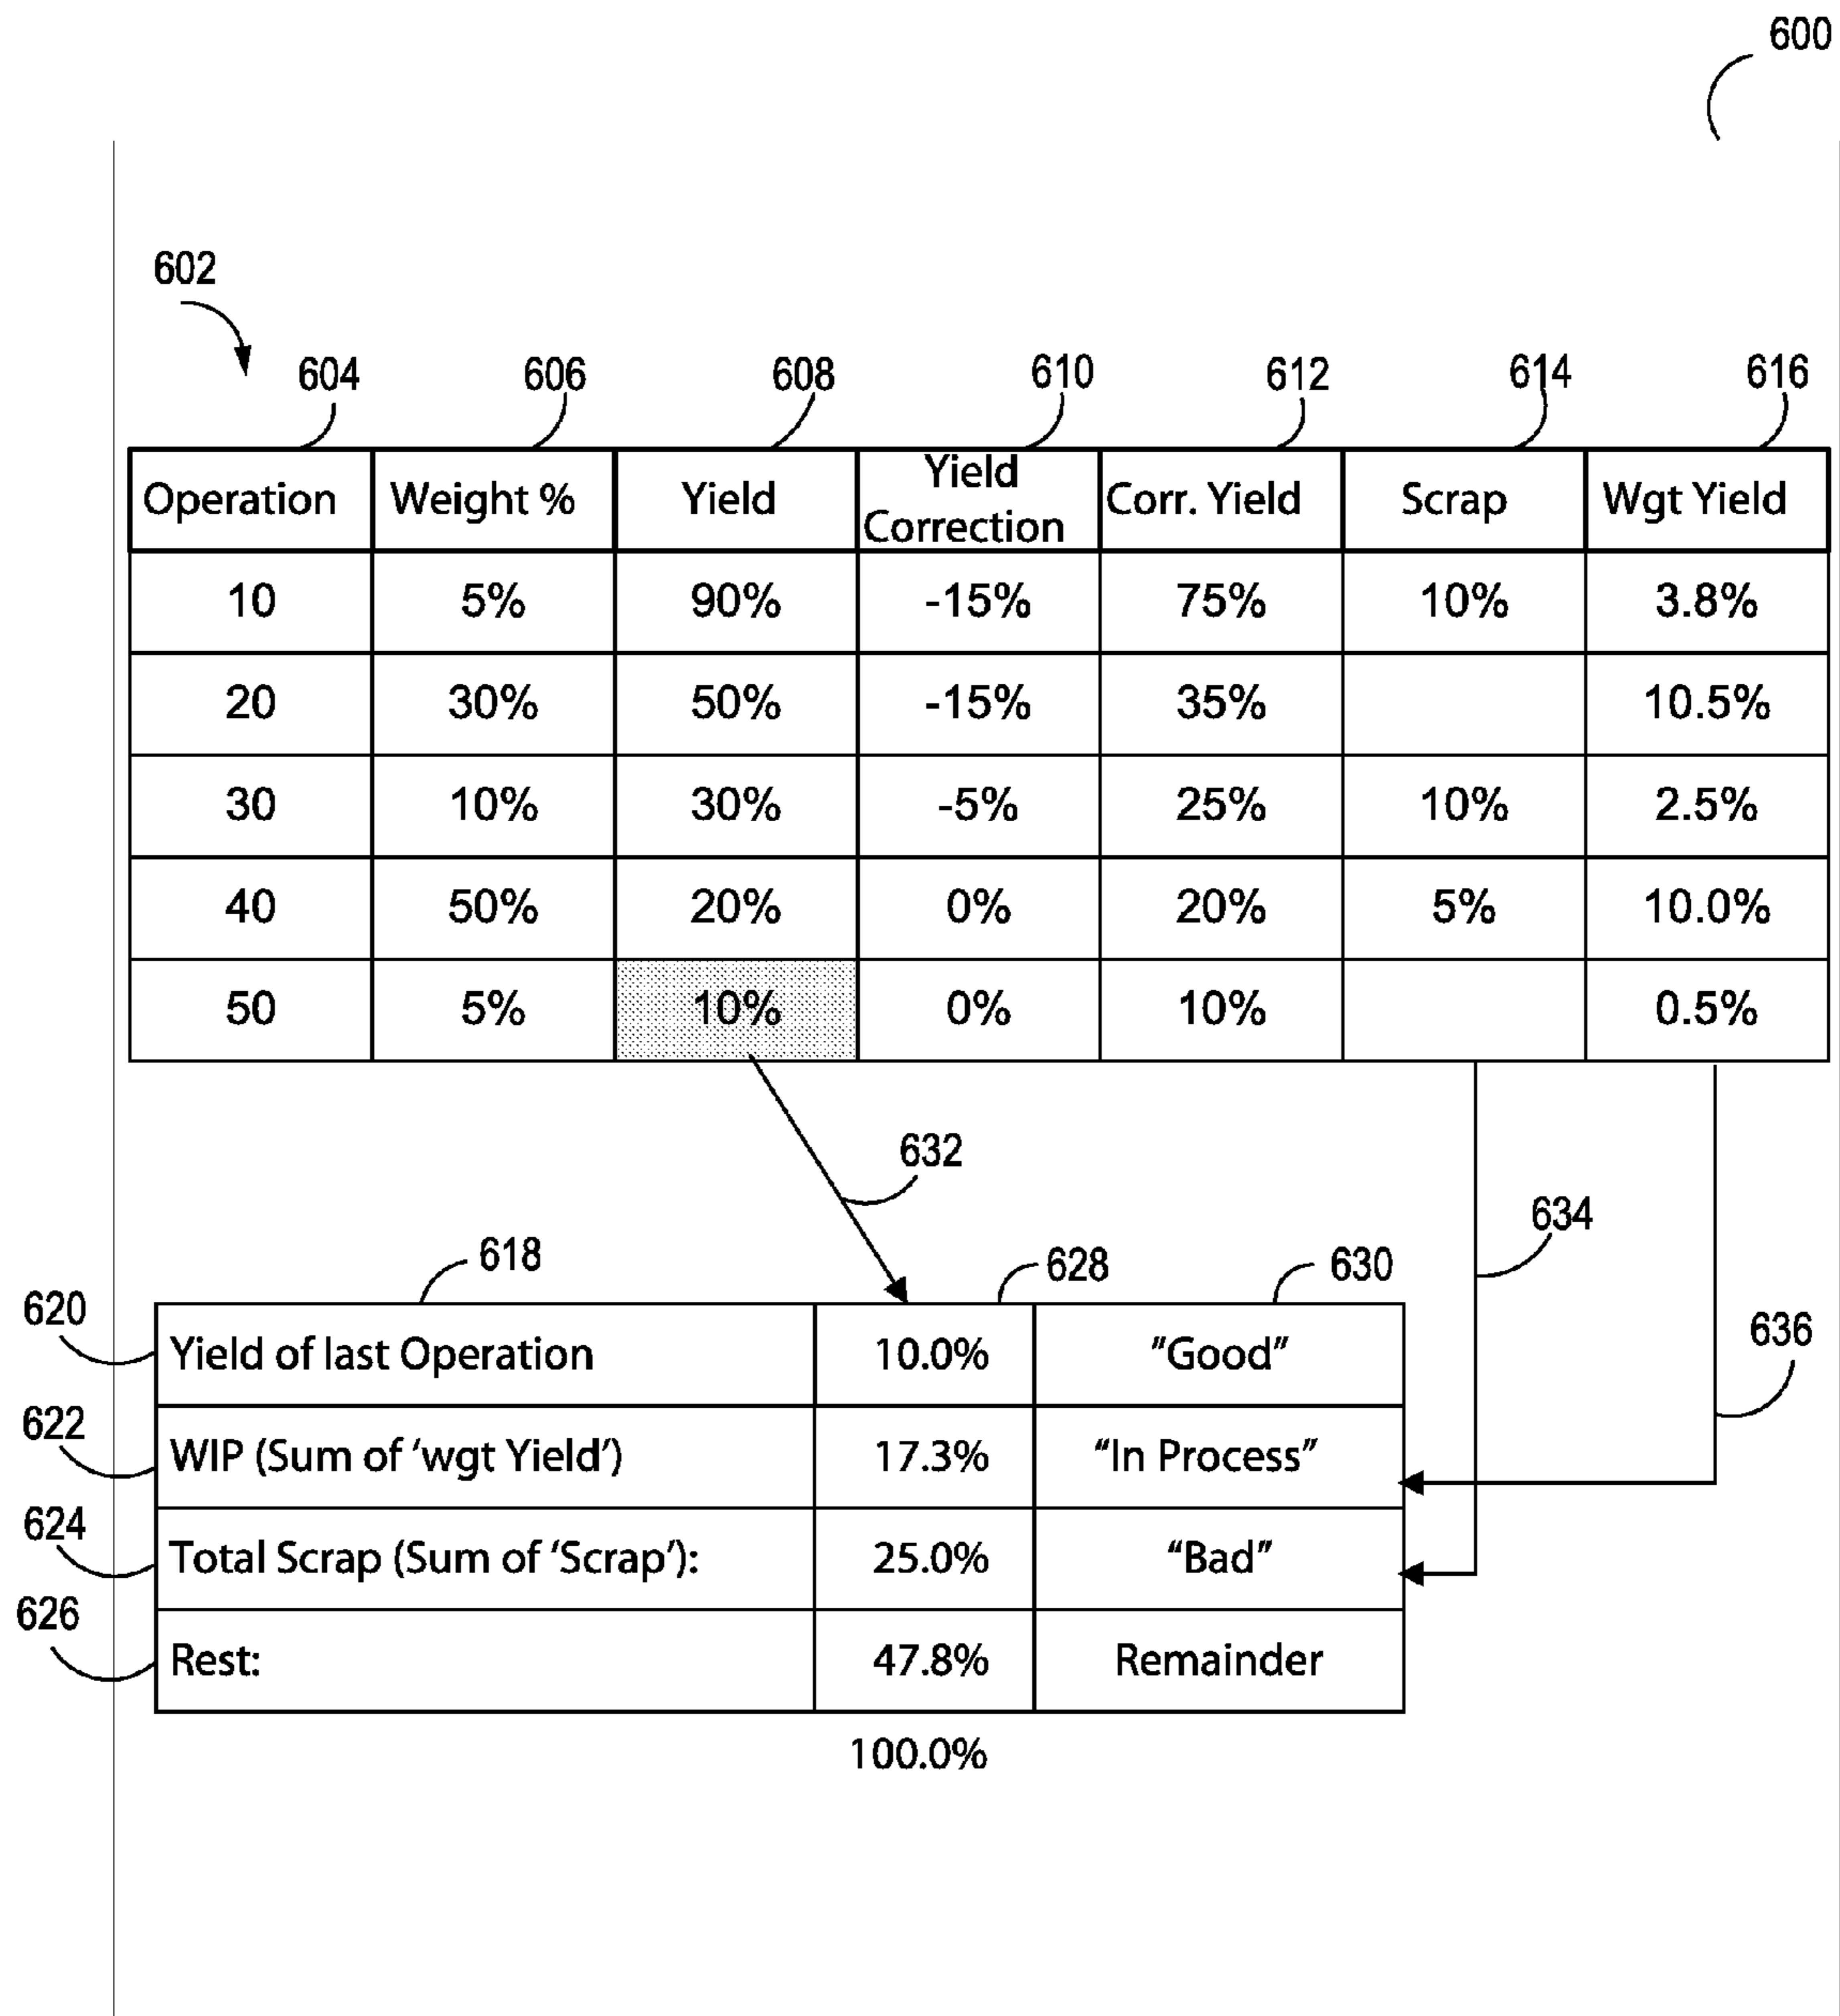 600
602
604 606 608 610 612 614 616
Operation Weight % Yield Yield Correction Corr. Yield Scrap Wgt Yield
10 5% 90% -15% 75% 10% 3.8%
20 30% 50% -15% 35% 10.5%
30 10% 30% -5% 25% 10% 2.5%
40 50% 20% 0% 20% 5% 10.0%
50 5% 10% 0% 10% 0.5%
632
634
618 628 630
620
Yield of last Operation 10.0% ”Good”
636
622
WIP (Sum of ‘wgt Yield’) 17.3% “In Process”
624
Total Scrap (Sum of ‘Scrap’): 25.0% “Bad”
626
Rest: 47.8% Remainder
100.0%